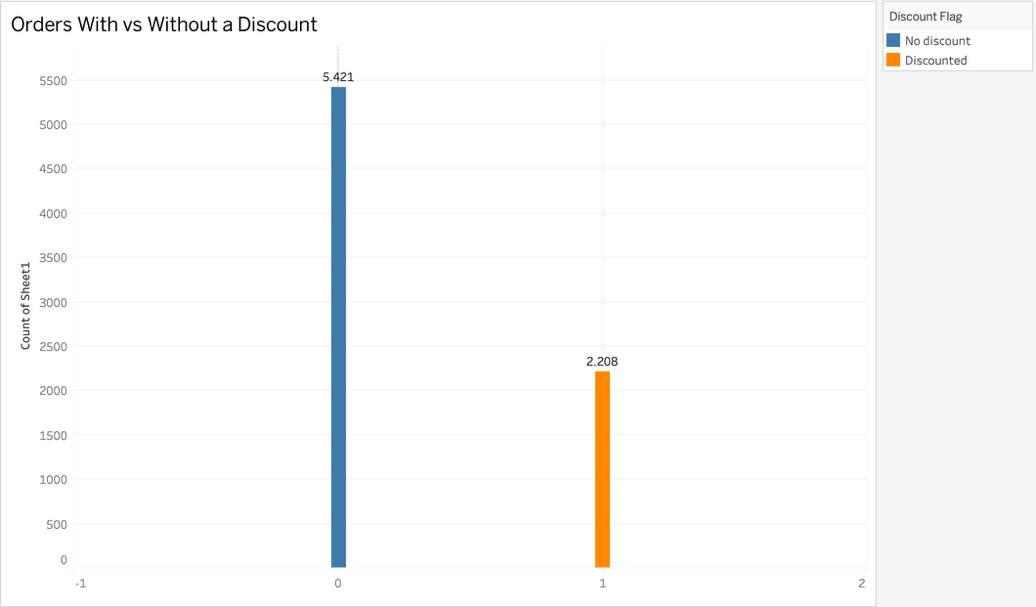 Orders With vs Without a Discount
Discount Flag
No discount
Discounted
5.421
5500
5000
4500
4000
3500
3000
2500
2.208
2000
1500
1000
500
0
Count of Sheet1
-1 0 1 2